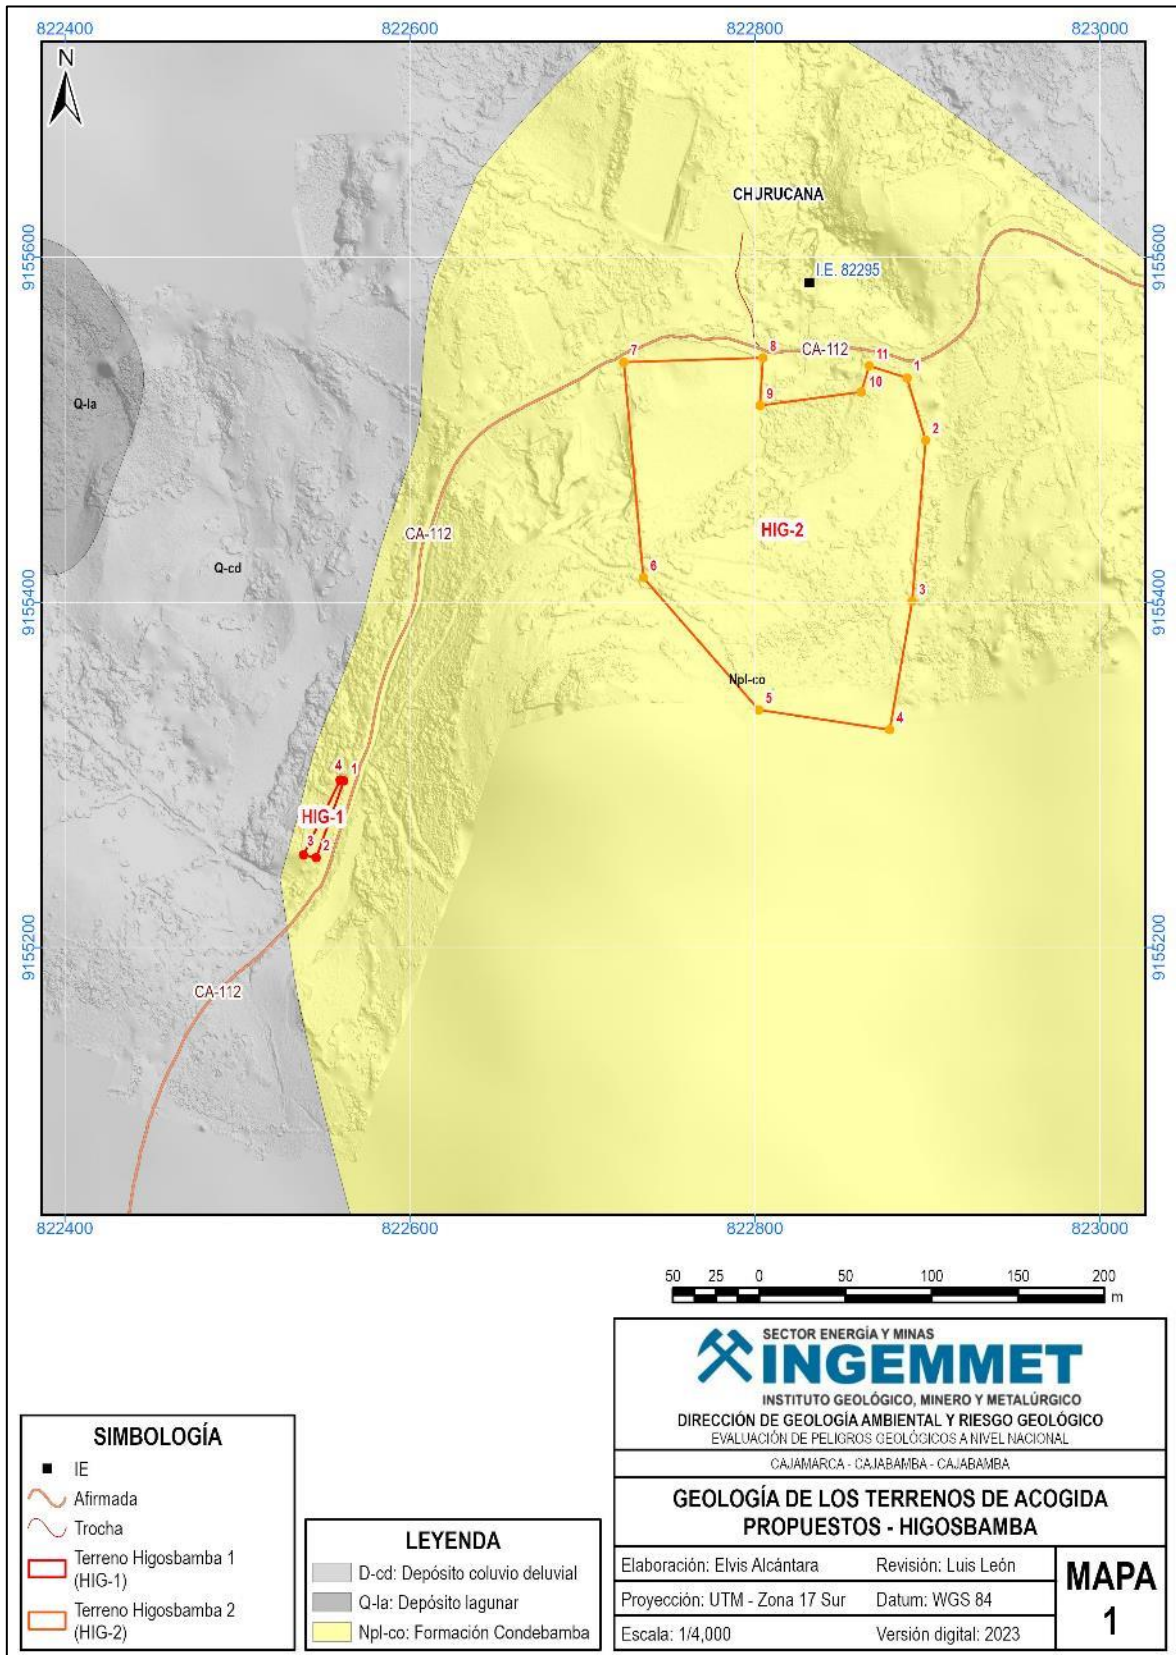 822400 822600 822800 823000
N
CHURUCANA
9155600 9155600
I.E. 82295
CA-112
7 8 11 1
9 10
2
Q-la
HIG-2
CA-112
Q-cd
6
3
9155400 9155400
Npl-co
5
4
4 1
HIG-1
3 2
9155200 9155200
CA-112
822400 822600 822800 823000
50 25 0 50 100 150 200
m
SECTOR ENERGÍA Y MINAS
INGEMMET
INSTITUTO GEOLÓGICO, MINERO Y METALÚRGICO
DIRECCIÓN DE GEOLOGÍA AMBIENTAL Y RIESGO GEOLÓGICO
EVALUACIÓN DE PELIGROS GEOLÓGICOS A NIVEL NACIONAL
CAJAMARCA - CAJABAMBA - CAJABAMBA
GEOLOGÍA DE LOS TERRENOS DE ACOGIDA
PROPUESTOS - HIGOSBAMBA
Elaboración: Elvis Alcántara Revisión: Luis León
Proyección: UTM - Zona 17 Sur Datum: WGS 84
Escala: 1/4,000 Versión digital: 2023
MAPA
1
SIMBOLOGÍA
IE
Afirmada
Trocha
Terreno Higosbamba 1
(HIG-1)
Terreno Higosbamba 2
(HIG-2)
LEYENDA
D-cd: Depósito coluvio deluvial
Q-la: Depósito lagunar
Npl-co: Formación Condebamba